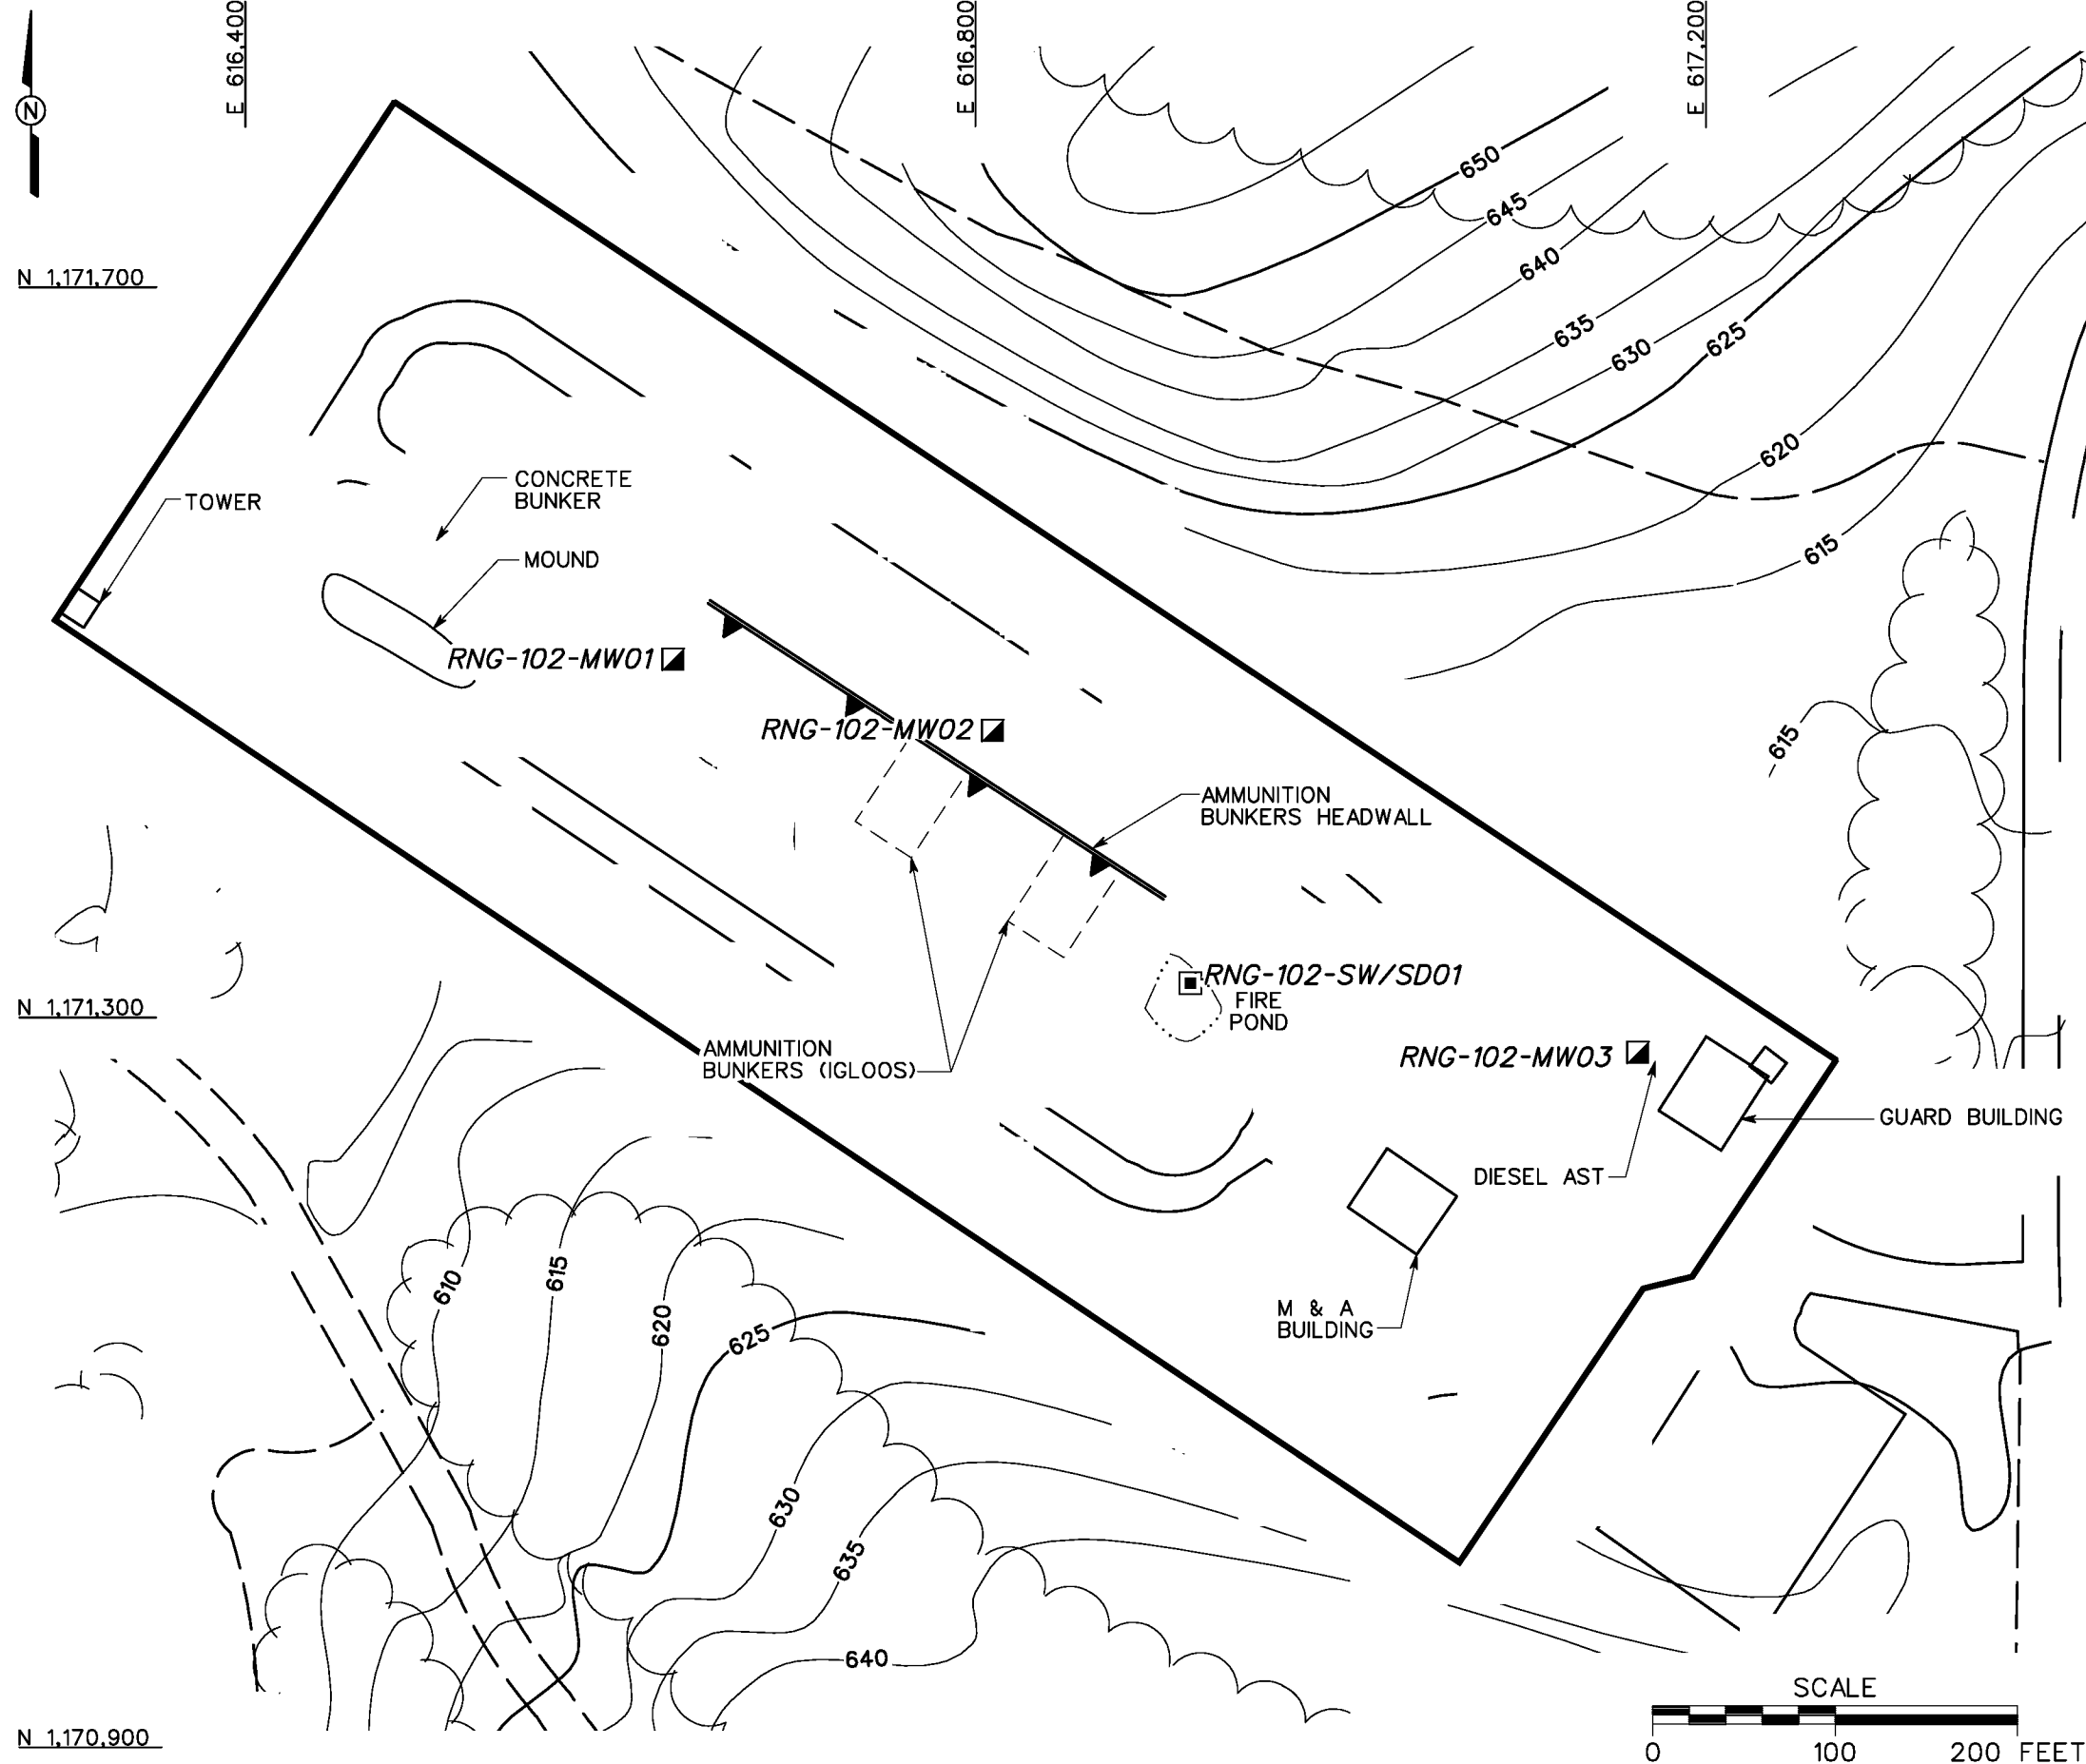 E 616,400
E 616,800
E 617,200
N
650
645
N 1,171,700
640
635
625
630
620
CONCRETE
BUNKER
TOWER
615
MOUND
RNG-102-MW01
RNG-102-MW02
615
AMMUNITION
BUNKERS HEADWALL
RNG-102-SW/SD01
FIRE
POND
N 1,171,300
AMMUNITION
BUNKERS (IGLOOS)
RNG-102-MW03
GUARD BUILDING
DIESEL AST
610
615
620
625
M & A
BUILDING
630
635
640
SCALE
N 1,170,900
0 100 200 FEET